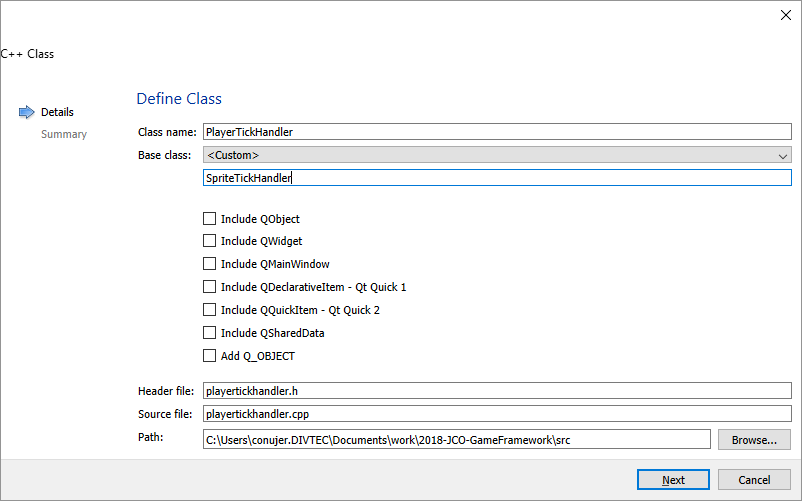 C++ Class
Details
Summary
Define Class
Class name: PlayerTickHandler
Base class: <Custom>
SpriteTickHandler
Include QObject
Include QWidget
Include QMainWindow
Include QDeclarativeItem - Qt Quick 1
Include QQuickItem - Qt Quick 2
Include QSharedData
Add Q_OBJECT
Header file: playertickhandler.h
Source file: playertickhandler.cpp
Path: C:\Users\conujer.DIVTEC\Documents\work\2018-JCO-GameFramework\src Browse...
Next Cancel